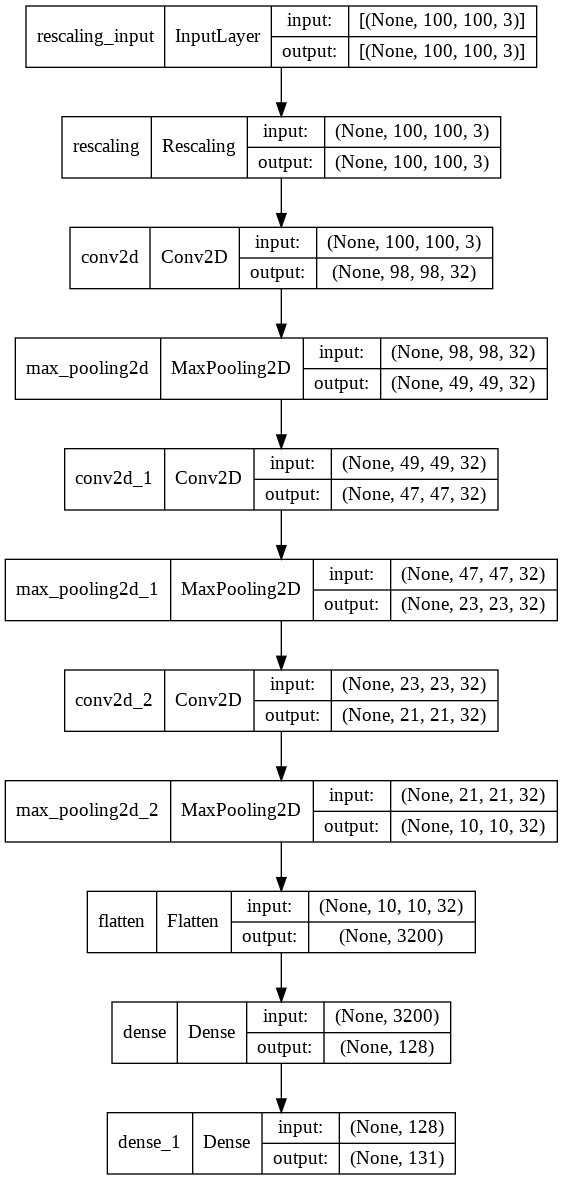 rescaling_input InputLayer input: [(None, 100, 100, 3)]
output: [(None, 100, 100, 3)]
rescaling Rescaling input: (None, 100, 100, 3)
output: (None, 100, 100, 3)
conv2d Conv2D input: (None, 100, 100, 3)
output: (None, 98, 98, 32)
max_pooling2d MaxPooling2D input: (None, 98, 98, 32)
output: (None, 49, 49, 32)
conv2d_1 Conv2D input: (None, 49, 49, 32)
output: (None, 47, 47, 32)
max_pooling2d_1 MaxPooling2D input: (None, 47, 47, 32)
output: (None, 23, 23, 32)
conv2d_2 Conv2D input: (None, 23, 23, 32)
output: (None, 21, 21, 32)
max_pooling2d_2 MaxPooling2D input: (None, 21, 21, 32)
output: (None, 10, 10, 32)
flatten Flatten input: (None, 10, 10, 32)
output: (None, 3200)
dense Dense input: (None, 3200)
output: (None, 128)
dense_1 Dense input: (None, 128)
output: (None, 131)